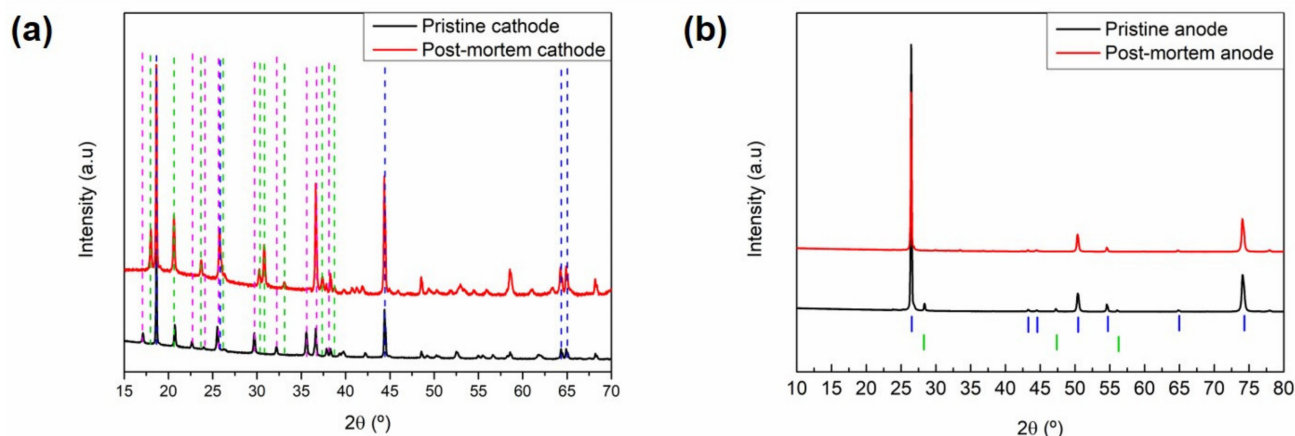 (a)
Pristine cathode
Post-mortem cathode
Intensity (a.u)
15 20 25 30 35 40 45 50 55 60 65 70
2θ (º)
(b)
Pristine anode
Post-mortem anode
Intensity (a.u)
10 15 20 25 30 35 40 45 50 55 60 65 70 75 80
2θ (º)